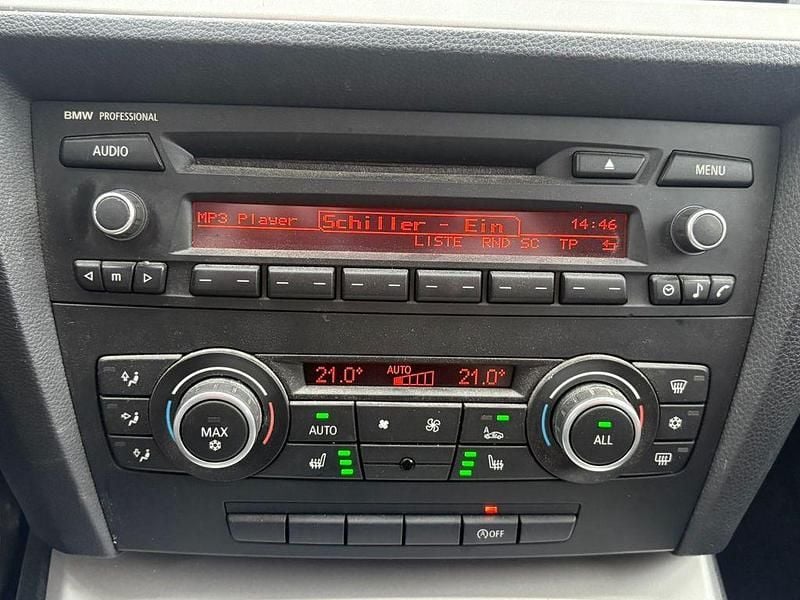 BMW PROFESSIONAL
AUDIO
MENU
MP3 Player Schiller - Ein 14:46
LISTE RND SC TP
m
21.0° AUTO 21.0°
MAX
AUTO
A
ALL
A OFF